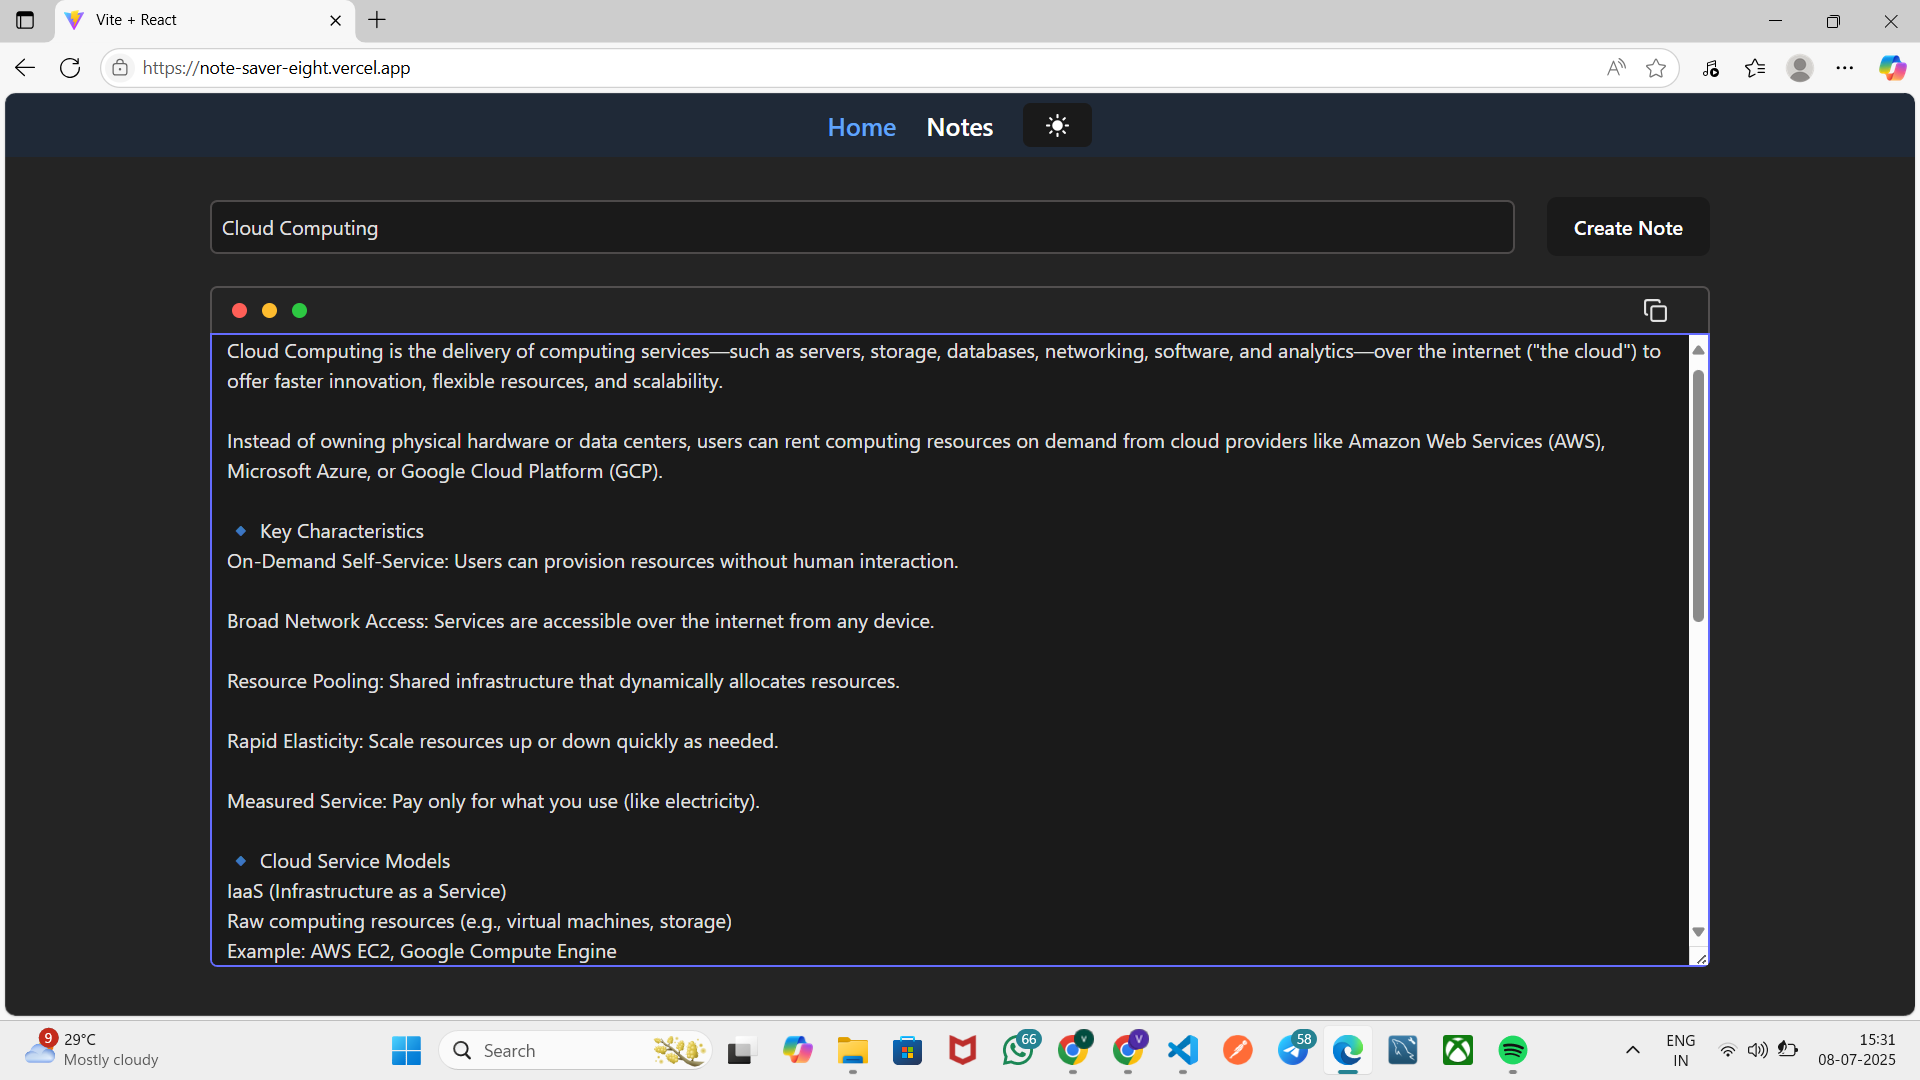 Vite + React
https://note-saver-eight.vercel.app
Home
Notes
Cloud Computing
Create Note
Cloud Computing is the delivery of computing services—such as servers, storage, databases, networking, software, and analytics—over the internet ("the cloud") to
offer faster innovation, flexible resources, and scalability.
Instead of owning physical hardware or data centers, users can rent computing resources on demand from cloud providers like Amazon Web Services (AWS),
Microsoft Azure, or Google Cloud Platform (GCP).
🔹 Key Characteristics
On-Demand Self-Service: Users can provision resources without human interaction.
Broad Network Access: Services are accessible over the internet from any device.
Resource Pooling: Shared infrastructure that dynamically allocates resources.
Rapid Elasticity: Scale resources up or down quickly as needed.
Measured Service: Pay only for what you use (like electricity).
🔹 Cloud Service Models
IaaS (Infrastructure as a Service)
Raw computing resources (e.g., virtual machines, storage)
Example: AWS EC2, Google Compute Engine
9
29°C
Mostly cloudy
Search
66
V
V
58
ENG
IN
15:31
08-07-2025